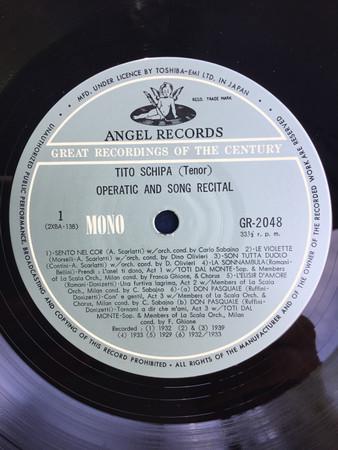 MFD. UNDER LICENCE BY TOSHIBA-EMI LTD. IN JAPAN
REGD. TRADE MARK
ANGEL RECORDS
GREAT RECORDINGS OF THE CENTURY
TITO SCHIPA (Tenor)
OPERATIC AND SONG RECITAL
1
(2XBA-138)
MONO
GR-2048
33⅓ r. p. m.
1-SENTO NEL COR (A. Scarlatti) w/orch. cond by Carlo Sabajno 2-LE VIOLETTE
(Morelli-A. Scarlatti) w/orch. cond. by Dino Olivieri 3-SON TUTTA DUOLO
(Contini-A. Scarlatti) w/orch. cond by D. Olivieri 4-LA SONNAMBULA (Romani-
Bellini)-Prendi: L'anel ti dono, Act 1 w/TOTI DAL MONTE-Sop. & Members
of La Scala Orch., Milan cond by Franco Ghione, & Chorus 5-L'ELISIR D'AMORE
(Romani-Donizetti)-Una furtiva lagrima, Act 2 w/Members of La Scala
Orch., Milan cond. by C. Sabajno 6-(a) DON PASQUALE (Ruffini-
Donizetti)-Com' e gentil, Act 3 w/Members of La Scala Orch. &
Chorus, Milan cond by C. Sabajno (b) DON PASQUALE (Ruffini-
Donizetti)-Tornami a dir che m'ami, Act 3 w/TOTI DAL
MONTE-Sop. & Members of La Scala Orch., Milan
cond. by F. Ghione
Recorded : (1) 1932 (2) & (3) 1939
(4) 1933 (5) 1929 (6) 1932/1933
UNAUTHORIZED PUBLIC PERFORMANCE, BROADCASTING AND COPYING OF THIS RECORD PROHIBITED • ALL RIGHTS OF THE MANUFACTURER AND OF THE OWNER OF THE RECORDED WORK ARE RESERVED